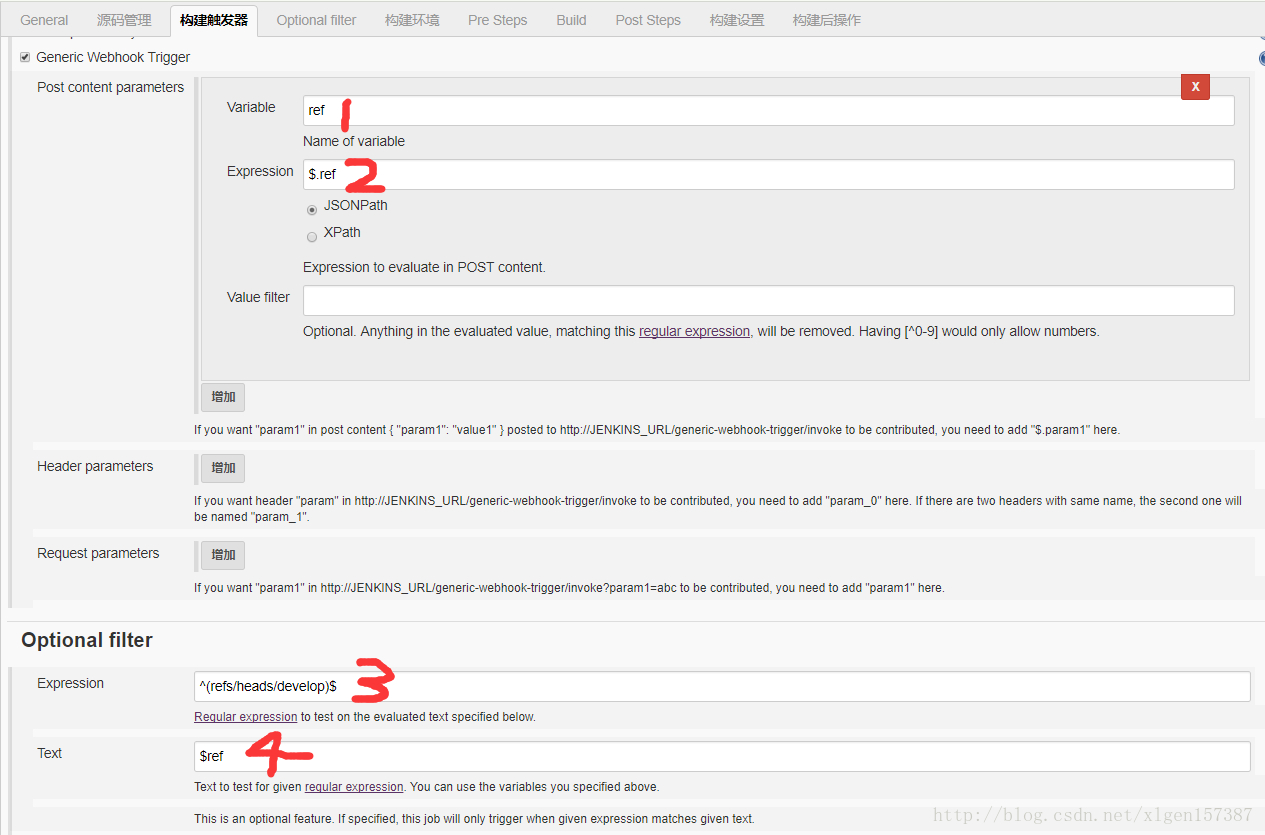 General 源码管理 构建触发器 Optional filter 构建环境 Pre Steps Build Post Steps 构建设置 构建后操作
Generic Webhook Trigger
Post content parameters
X
Variable ref 1
Name of variable
Expression $.ref 2
JSONPath
XPath
Expression to evaluate in POST content.
Value filter
Optional. Anything in the evaluated value, matching this regular expression, will be removed. Having [^0-9] would only allow numbers.
增加
If you want "param1" in post content { "param1": "value1" } posted to http://JENKINS_URL/generic-webhook-trigger/invoke to be contributed, you need to add "$.param1" here.
Header parameters 增加
If you want header "param" in http://JENKINS_URL/generic-webhook-trigger/invoke to be contributed, you need to add "param_0" here. If there are two headers with same name, the second one will
be named "param_1".
Request parameters 增加
If you want "param1" in http://JENKINS_URL/generic-webhook-trigger/invoke?param1=abc to be contributed, you need to add "param1" here.
Optional filter
Expression ^(refs/heads/develop)$ 3
Regular expression to test on the evaluated text specified below.
Text $ref 4
Text to test for given regular expression. You can use the variables you specified above.
This is an optional feature. If specified, this job will only trigger when given expression matches given text.
http://blog.csdn.net/xlgen157387